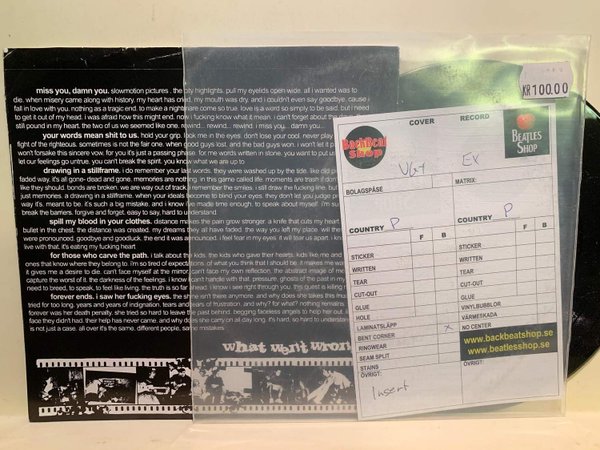 miss you, damn you. slowmotion pictures. the city highlights. pull my eyelids open wide. all i wanted was to
die. when misery came along with history. my heart has cried, my mouth was dry, and i couldn't even say goodbye. cause i
fall in love with you. nothing as a tragic end. to make a nightmare come so true. love is a word so simply to be said, but i need
to get it out of my head. i was afraid how this moment will end. now i fucking know what it mean. i can't forget about the days
still pound in my heart. the two of us we seemed like one. rewind.. rewind.. rewind.. i miss you, damn you...
your words mean shit to us. hold your grip. look me in the eyes. don't lose your cool. never play
fight of the righteous. sometimes is not the fair one. when good guys lost, and the bad guys won. i won't let it p
won't forsake this sincere vow. for you it's just a passing phase. for me words written in stone. you want to put us
let our feelings go untrue. you can't break the spirit. you know what we are up to
drawing in a stillframe. i do remember your last words. they were washed up by the tide. like did
faded way. it's all gone- dead and gone. memories are nothing, in this game called life. moments are trash if don't
like they should. bonds are broken. we are way out of track. i remember the smiles. i still draw the fucking line. but
just memories. a drawing in a stillframe. when your ideals become to blind your eyes. they don't let you judge
way it's meant to be. it's such a big mistake. and i know i've made time enough. to speak what i feel.
break the barriers. forgive and forget. easy to say, hard to understand
spill my blood in your clothes. distance makes the pain grow stronger. a knife that cuts my heart.
bullet in the chest. the distance was created. my dreams they all have faded. the way you left my place. will the
were pronounced. goodbye and goodluck. the end it was announced. i feel fear in my eyes. it will tear us apart. i
live with that, it's eating my fucking heart
for those who carve the path. i talk about the kids. the kids who gave their hearts. kids like me and
ones that know where they belong to. i'm so tired of expectations. of what you think that i should be. it makes me
it gives me a desire to die. can't face myself at the mirror. can't face my own reflection. the abstract image of me
capture the worst of it. the darkness of the feelings. i know
need to breed, to speak, to feel like living. the truth is so far ahead. i know i see right through you. this quest is killing
forever ends. i saw her fucking eyes. the shine isn't there anymore. and why does she takes this much
tried for too long. years and years of indignation. tears and tears of frustration. and why? for what? nothing remains.
forever was her death penalty. she tried so hard to leave the past behind. begging faceless angels to hold her out.
face they didn't had. their help has never came. and why does she carry on all day long. it's hard, so hard to understand
is not just a case. all over it's the same. different people, same mistakes
what went wron
KR 100.00
COVER
RECORD
BackBeat
Shop
VG+
EX
BEATLES
SHOP
BOLAGSPÅSE
MATRIX:
COUNTRY P
COUNTRY P
F B
F B
STICKER
STICKER
WRITTEN
WRITTEN
TEAR
TEAR
CUT-OUT
CUT-OUT
GLUE
GLUE
HOLE
VINYLBUBBLOR
LAMINATSLÄPP
VÄRMESKADA
BENT CORNER X
NO CENTER
RINGWEAR
www.backbeatshop.se
SEAM SPLIT
www.beatlesshop.se
STAINS
ÖVRIGT:
ÖVRIGT:
Insert